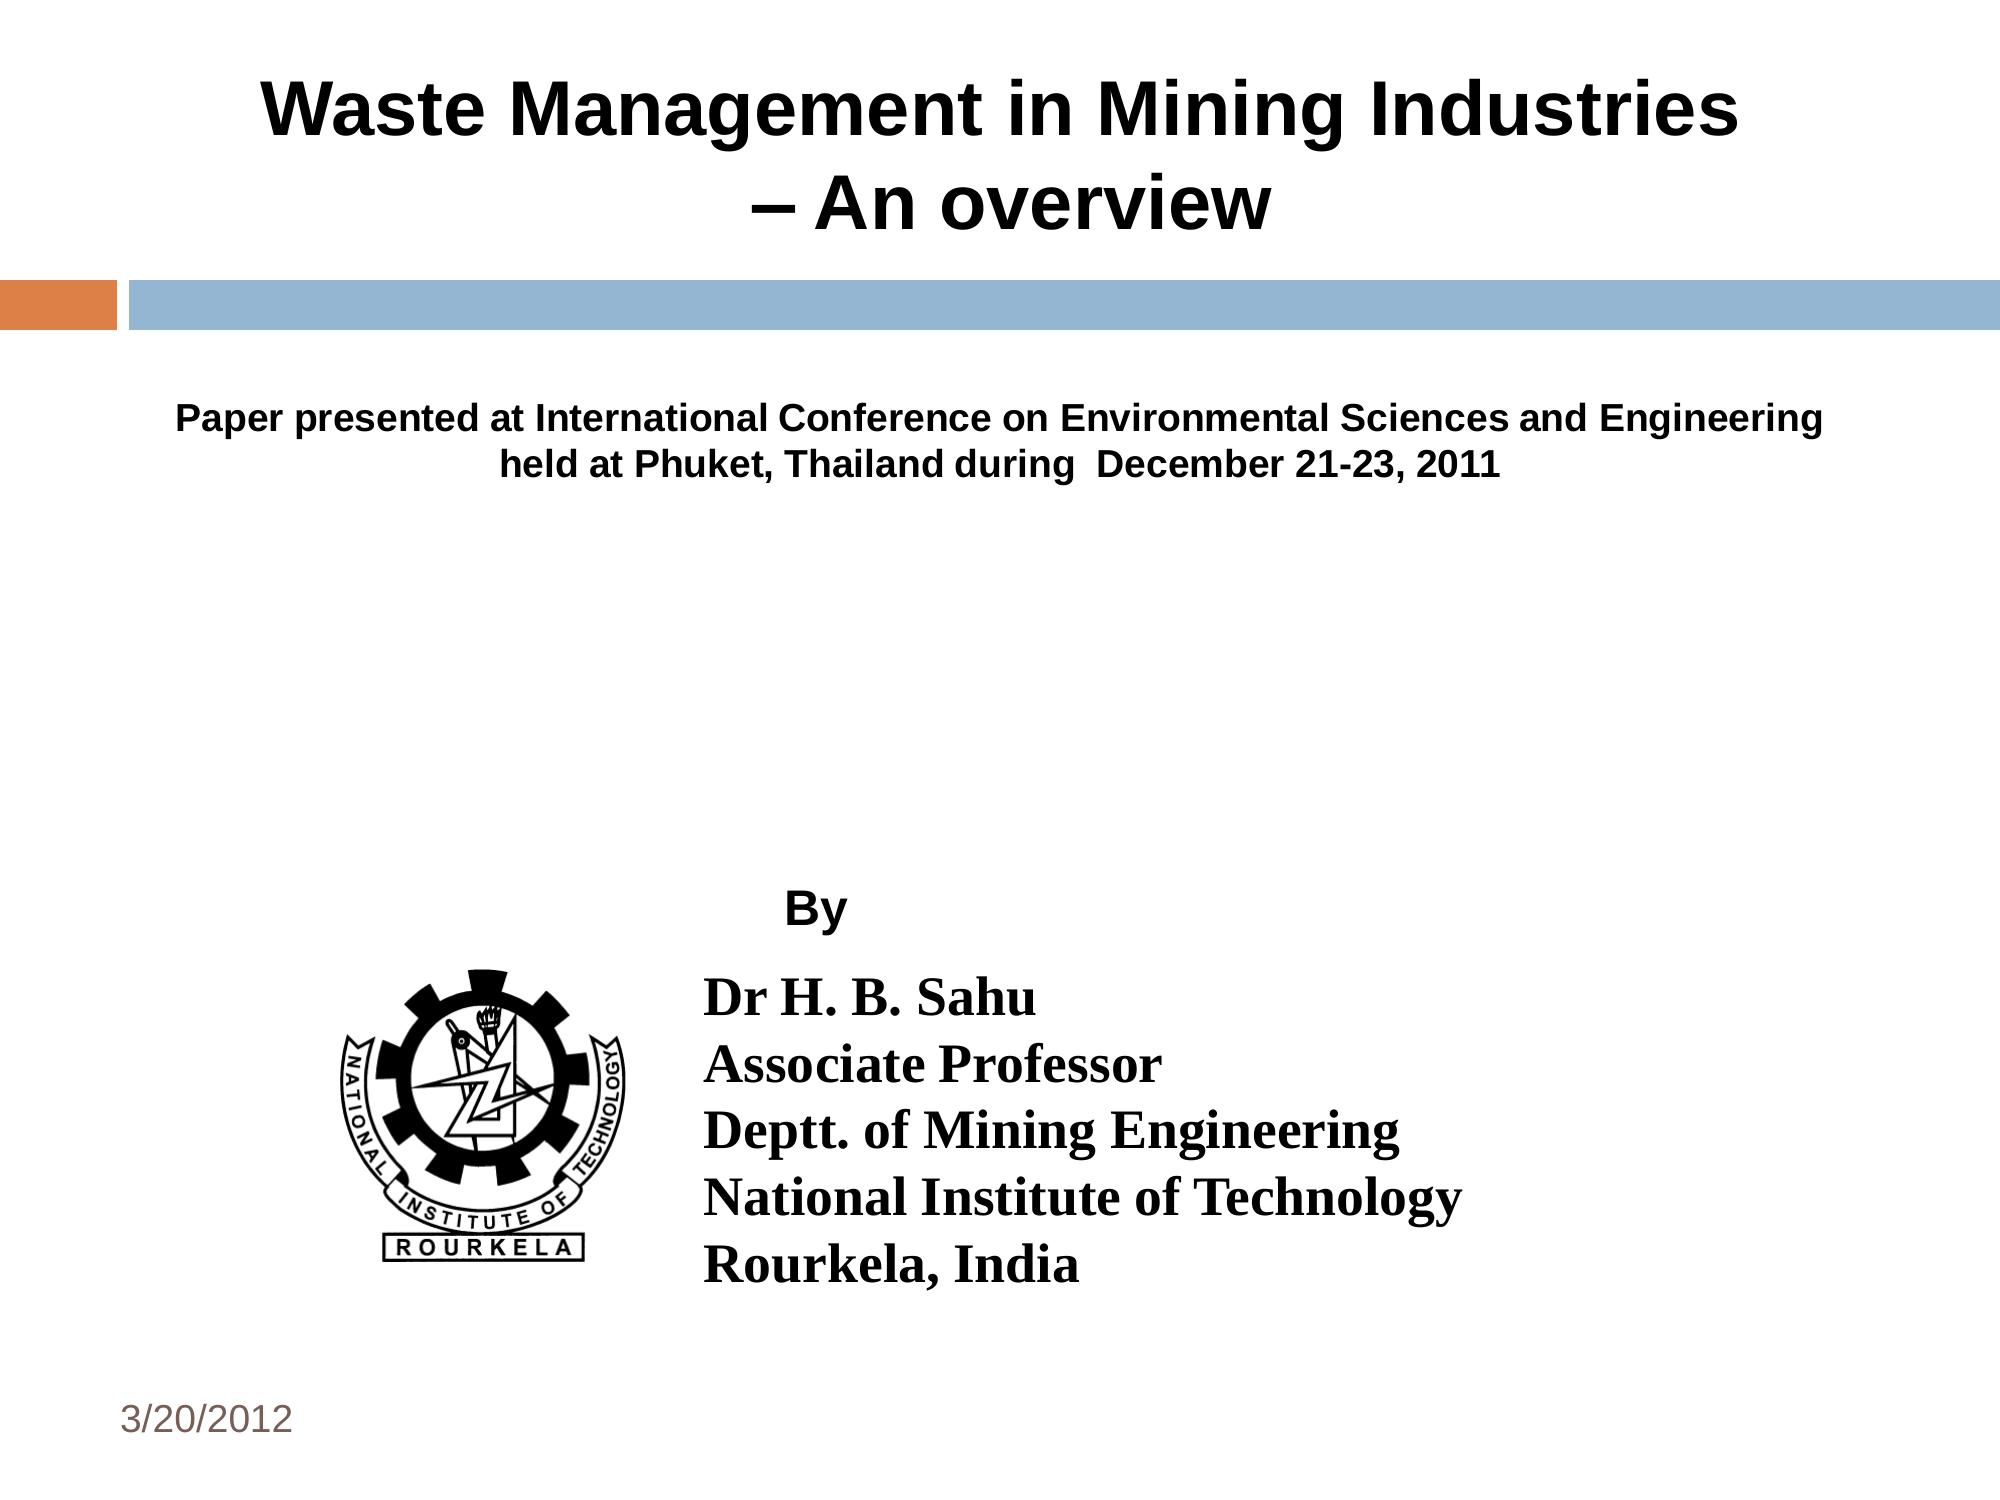 Waste Management in Mining Industries
– An overview
Paper presented at International Conference on Environmental Sciences and Engineering
held at Phuket, Thailand during  December 21-23, 2011
By
Dr H. B. Sahu
Associate Professor
Deptt. of Mining Engineering
National Institute of Technology
Rourkela, India
NATIONAL INSTITUTE OF TECHNOLOGY
ROURKELA
3/20/2012